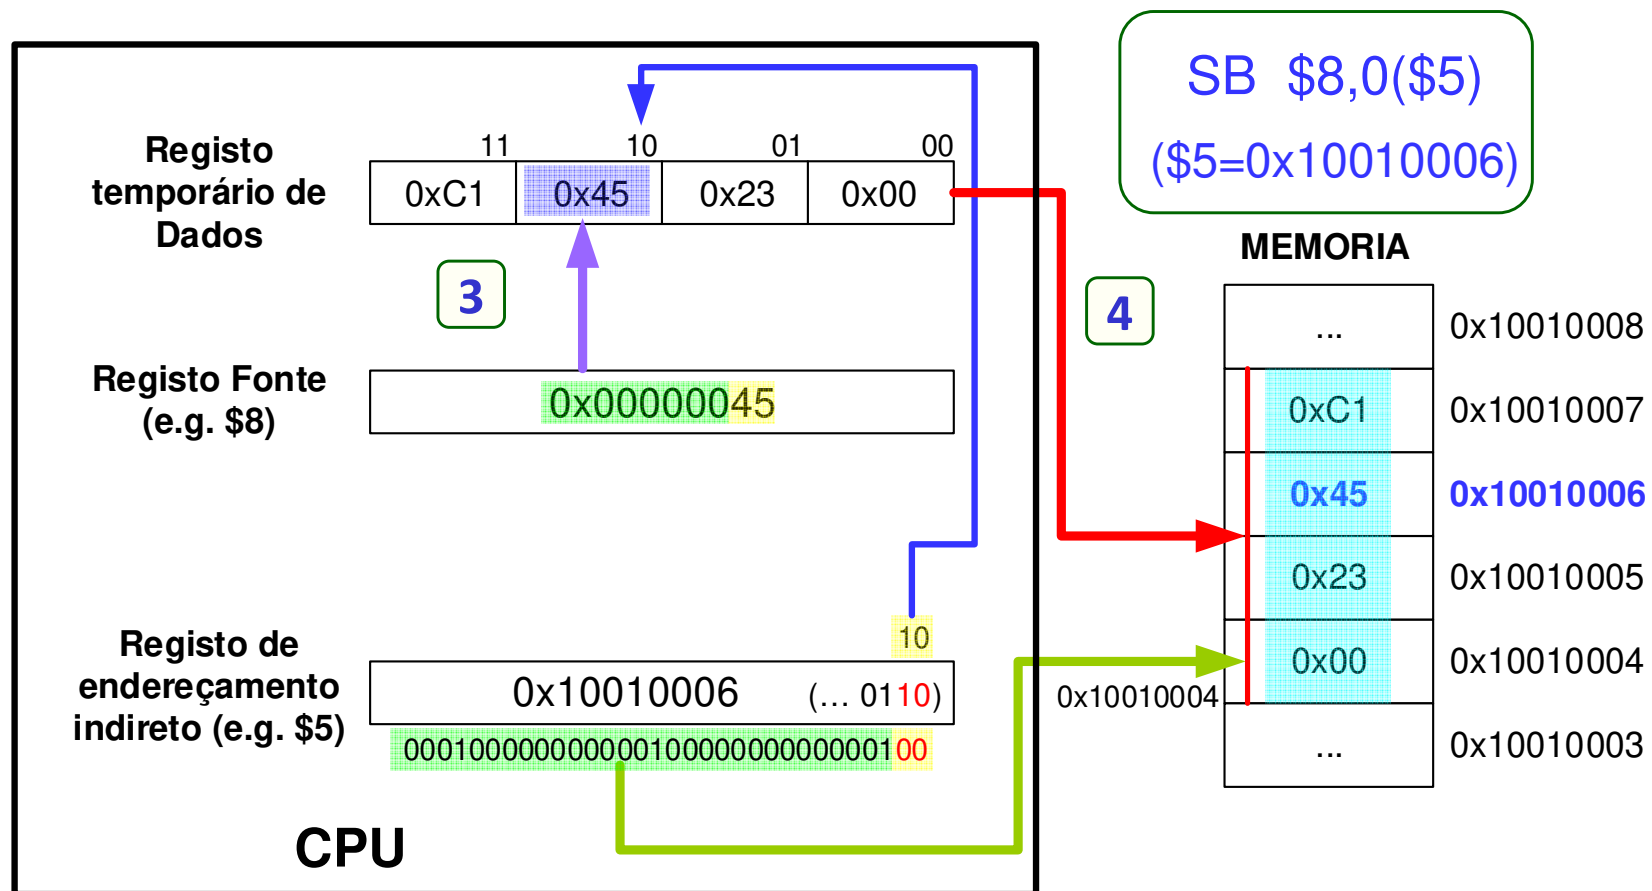 SB $8,0($5)
($5=0x10010006)
11 10 01 00
Registo
temporário de
Dados
0xC1 0x45 0x23 0x00
3
4
MEMORIA
... 0x10010008
0xC1 0x10010007
0x45 0x10010006
0x23 0x10010005
0x00 0x10010004
0x10010004
... 0x10010003
Registo Fonte
(e.g. $8)
0x00000045
10
Registo de
endereçamento
indireto (e.g. $5)
0x10010006 (... 0110)
00010000000000010000000000000100
CPU